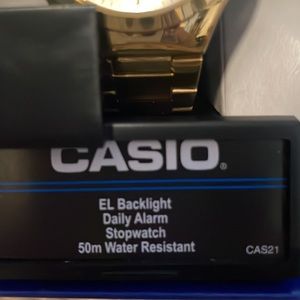 CASIO®
EL Backlight
Daily Alarm
Stopwatch
50m Water Resistant
CAS21